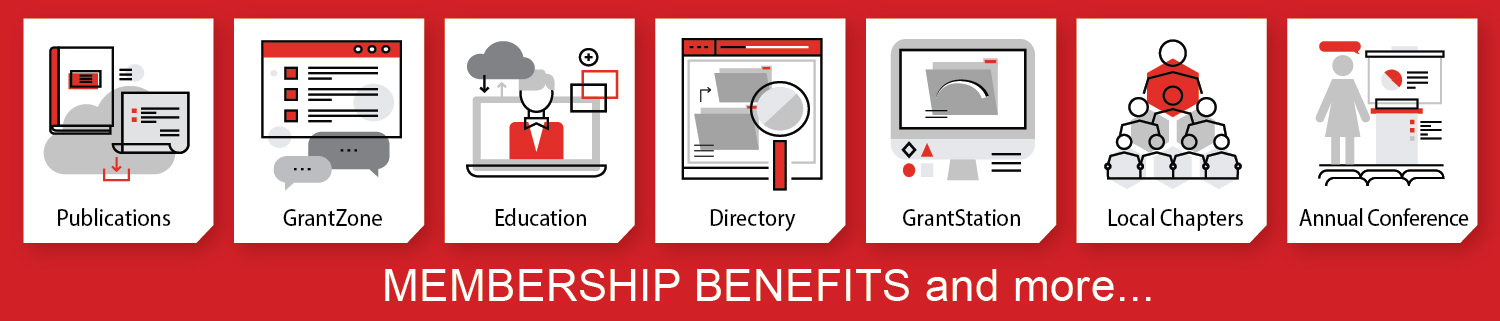 Publications
GrantZone
Education
Directory
GrantStation
Local Chapters
Annual Conference
MEMBERSHIP BENEFITS and more...